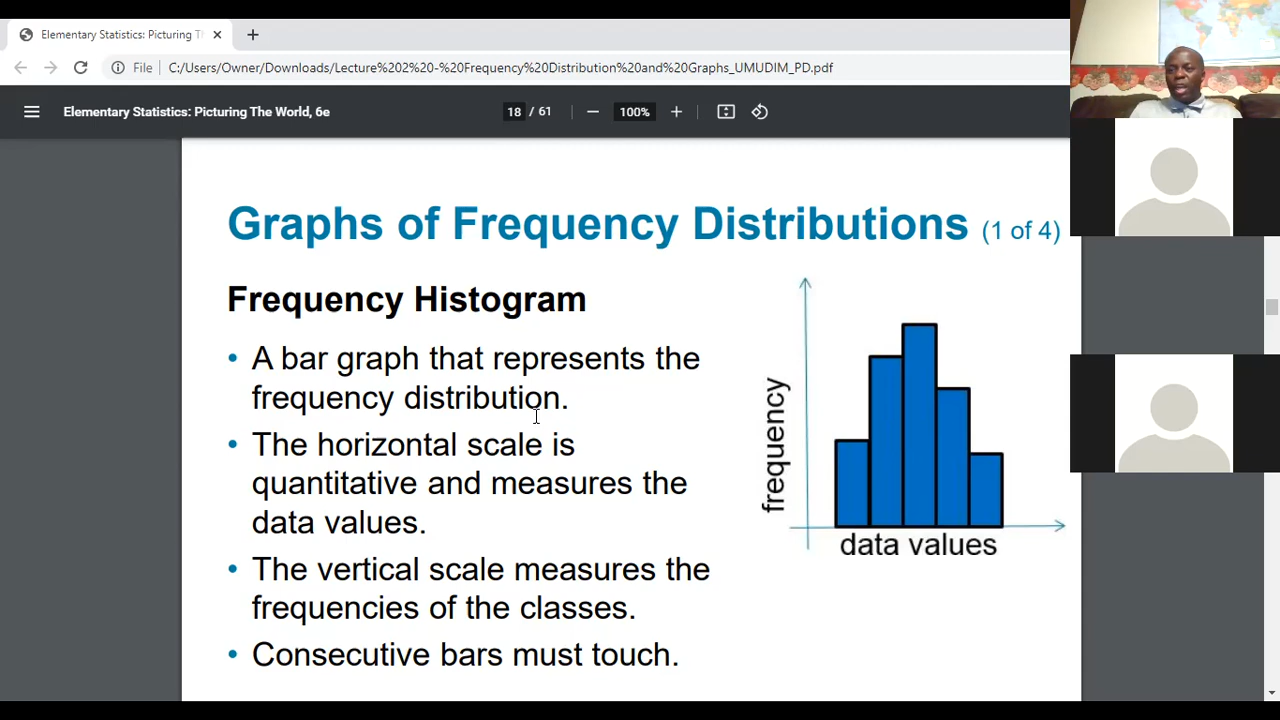 Elementary Statistics: Picturing T
File C:/Users/Owner/Downloads/Lecture%202%20-%20Frequency%20Distribution%20and%20Graphs_UMUDIM_PD.pdf
Elementary Statistics: Picturing The World, 6e 18 / 61 100%
Graphs of Frequency Distributions (1 of 4)
Frequency Histogram
• A bar graph that represents the
frequency distribution.
• The horizontal scale is
quantitative and measures the
data values.
• The vertical scale measures the
frequencies of the classes.
• Consecutive bars must touch.
frequency
data values